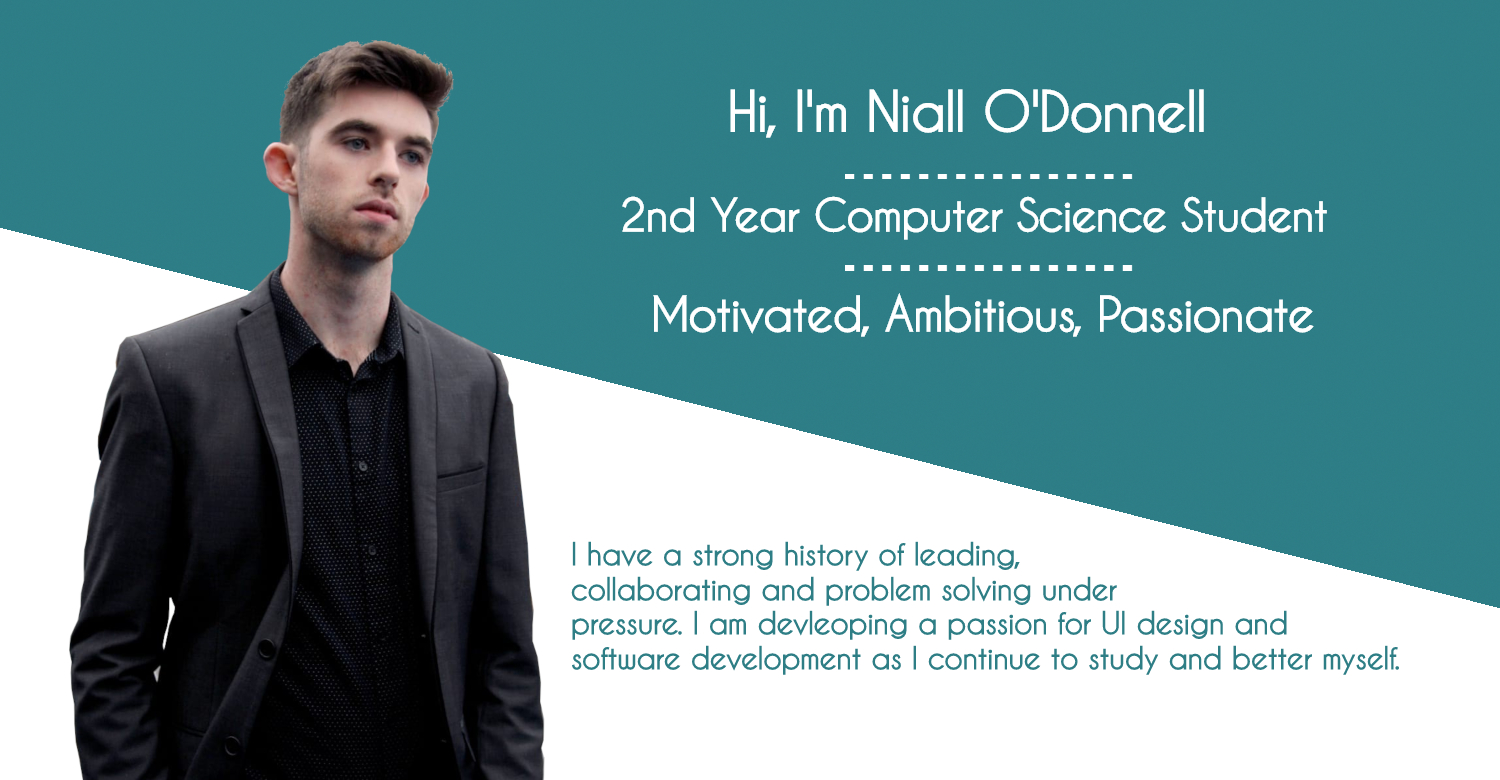 Hi, I'm Niall O'Donnell
2nd Year Computer Science Student
Motivated, Ambitious, Passionate
I have a strong history of leading,
collaborating and problem solving under
pressure. I am devleoping a passion for UI design and
software development as I continue to study and better myself.